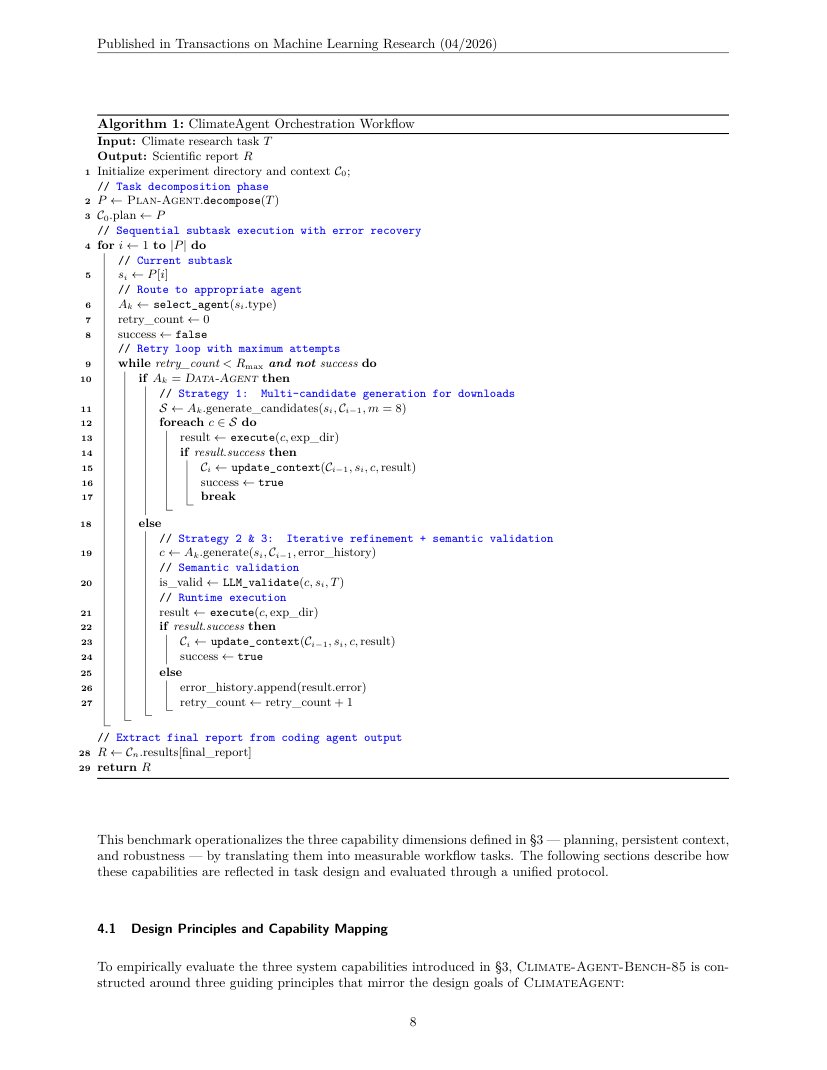 Published in Transactions on Machine Learning Research (04/2026)
Algorithm 1: ClimateAgent Orchestration Workflow
Input: Climate research task T
Output: Scientific report R
1 Initialize experiment directory and context C₀;
// Task decomposition phase
2 P ← PLAN-AGENT.decompose(T)
3 C₀.plan ← P
// Sequential subtask execution with error recovery
4 for i ← 1 to |P| do
// Current subtask
5 sᵢ ← P[i]
// Route to appropriate agent
6 Aₖ ← select_agent(sᵢ.type)
7 retry_count ← 0
8 success ← false
// Retry loop with maximum attempts
9 while retry_count < R_max and not success do
10 if Aₖ = DATA-AGENT then
// Strategy 1: Multi-candidate generation for downloads
11 S ← Aₖ.generate_candidates(sᵢ, Cᵢ₋₁, m = 8)
12 foreach c ∈ S do
13 result ← execute(c, exp_dir)
14 if result.success then
15 Cᵢ ← update_context(Cᵢ₋₁, sᵢ, c, result)
16 success ← true
17 break
18 else
// Strategy 2 & 3: Iterative refinement + semantic validation
19 c ← Aₖ.generate(sᵢ, Cᵢ₋₁, error_history)
// Semantic validation
20 is_valid ← LLM_validate(c, sᵢ, T)
// Runtime execution
21 result ← execute(c, exp_dir)
22 if result.success then
23 Cᵢ ← update_context(Cᵢ₋₁, sᵢ, c, result)
24 success ← true
25 else
26 error_history.append(result.error)
27 retry_count ← retry_count + 1
// Extract final report from coding agent output
28 R ← Cₙ.results[final_report]
29 return R
This benchmark operationalizes the three capability dimensions defined in §3 — planning, persistent context,
and robustness — by translating them into measurable workflow tasks. The following sections describe how
these capabilities are reflected in task design and evaluated through a unified protocol.
4.1 Design Principles and Capability Mapping
To empirically evaluate the three system capabilities introduced in §3, CLIMATE-AGENT-BENCH-85 is con-
structed around three guiding principles that mirror the design goals of CLIMATEAGENT:
8